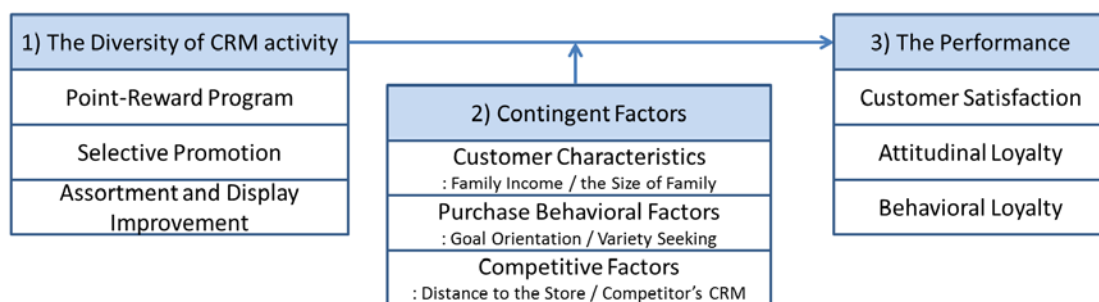 1) The Diversity of CRM activity
Point-Reward Program
Selective Promotion
Assortment and Display
Improvement
2) Contingent Factors
Customer Characteristics
: Family Income / the Size of Family
Purchase Behavioral Factors
: Goal Orientation / Variety Seeking
Competitive Factors
: Distance to the Store / Competitor's CRM
3) The Performance
Customer Satisfaction
Attitudinal Loyalty
Behavioral Loyalty